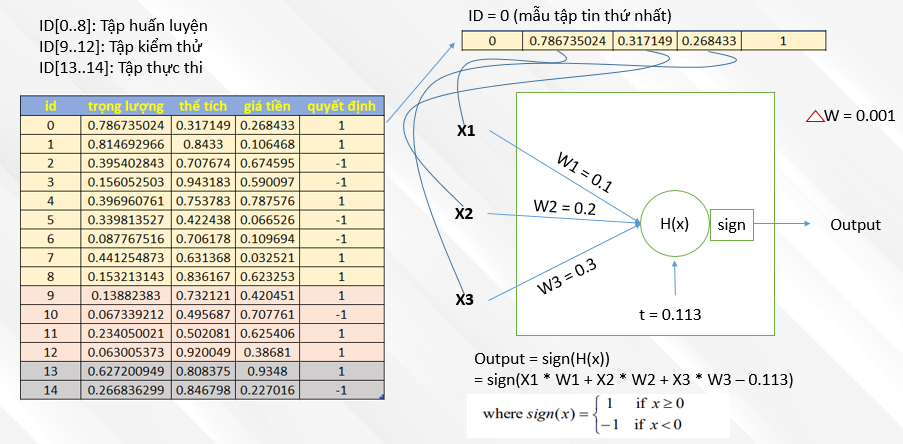 ID[0..8]: Tập huấn luyện
ID[9..12]: Tập kiểm thử
ID[13..14]: Tập thực thi
ID = 0 (mẫu tập tin thứ nhất)
0 0.786735024 0.317149 0.268433 1
id trọng lượng thể tích giá tiền quyết định
0 0.786735024 0.317149 0.268433 1
1 0.814692966 0.8433 0.106468 1
2 0.395402843 0.707674 0.674595 -1
3 0.156052503 0.943183 0.590097 -1
4 0.396960761 0.753783 0.787576 1
5 0.339813527 0.422438 0.066526 -1
6 0.087767516 0.706178 0.109694 -1
7 0.441254873 0.631368 0.032521 1
8 0.153213143 0.836167 0.623253 1
9 0.13882383 0.732121 0.420451 1
10 0.067339212 0.495687 0.707761 -1
11 0.234050021 0.502081 0.625406 1
12 0.063005373 0.920049 0.38681 1
13 0.627200949 0.808375 0.9348 1
14 0.266836299 0.846798 0.227016 -1
△W = 0.001
X1
W1 = 0.1
X2
W2 = 0.2
H(x)
sign
Output
X3
W3 = 0.3
t = 0.113
Output = sign(H(x))
= sign(X1 * W1 + X2 * W2 + X3 * W3 – 0.113)
where sign(x) = { 1 if x ≥ 0
−1 if x < 0